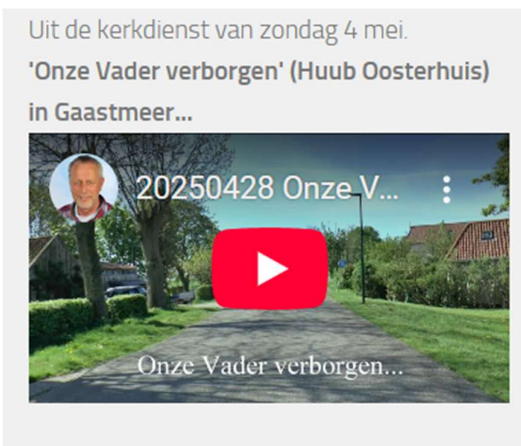 Uit de kerkdienst van zondag 4 mei.
'Onze Vader verborgen' (Huub Oosterhuis)
in Gaastmeer...
20250428 Onze V...
Onze Vader verborgen...